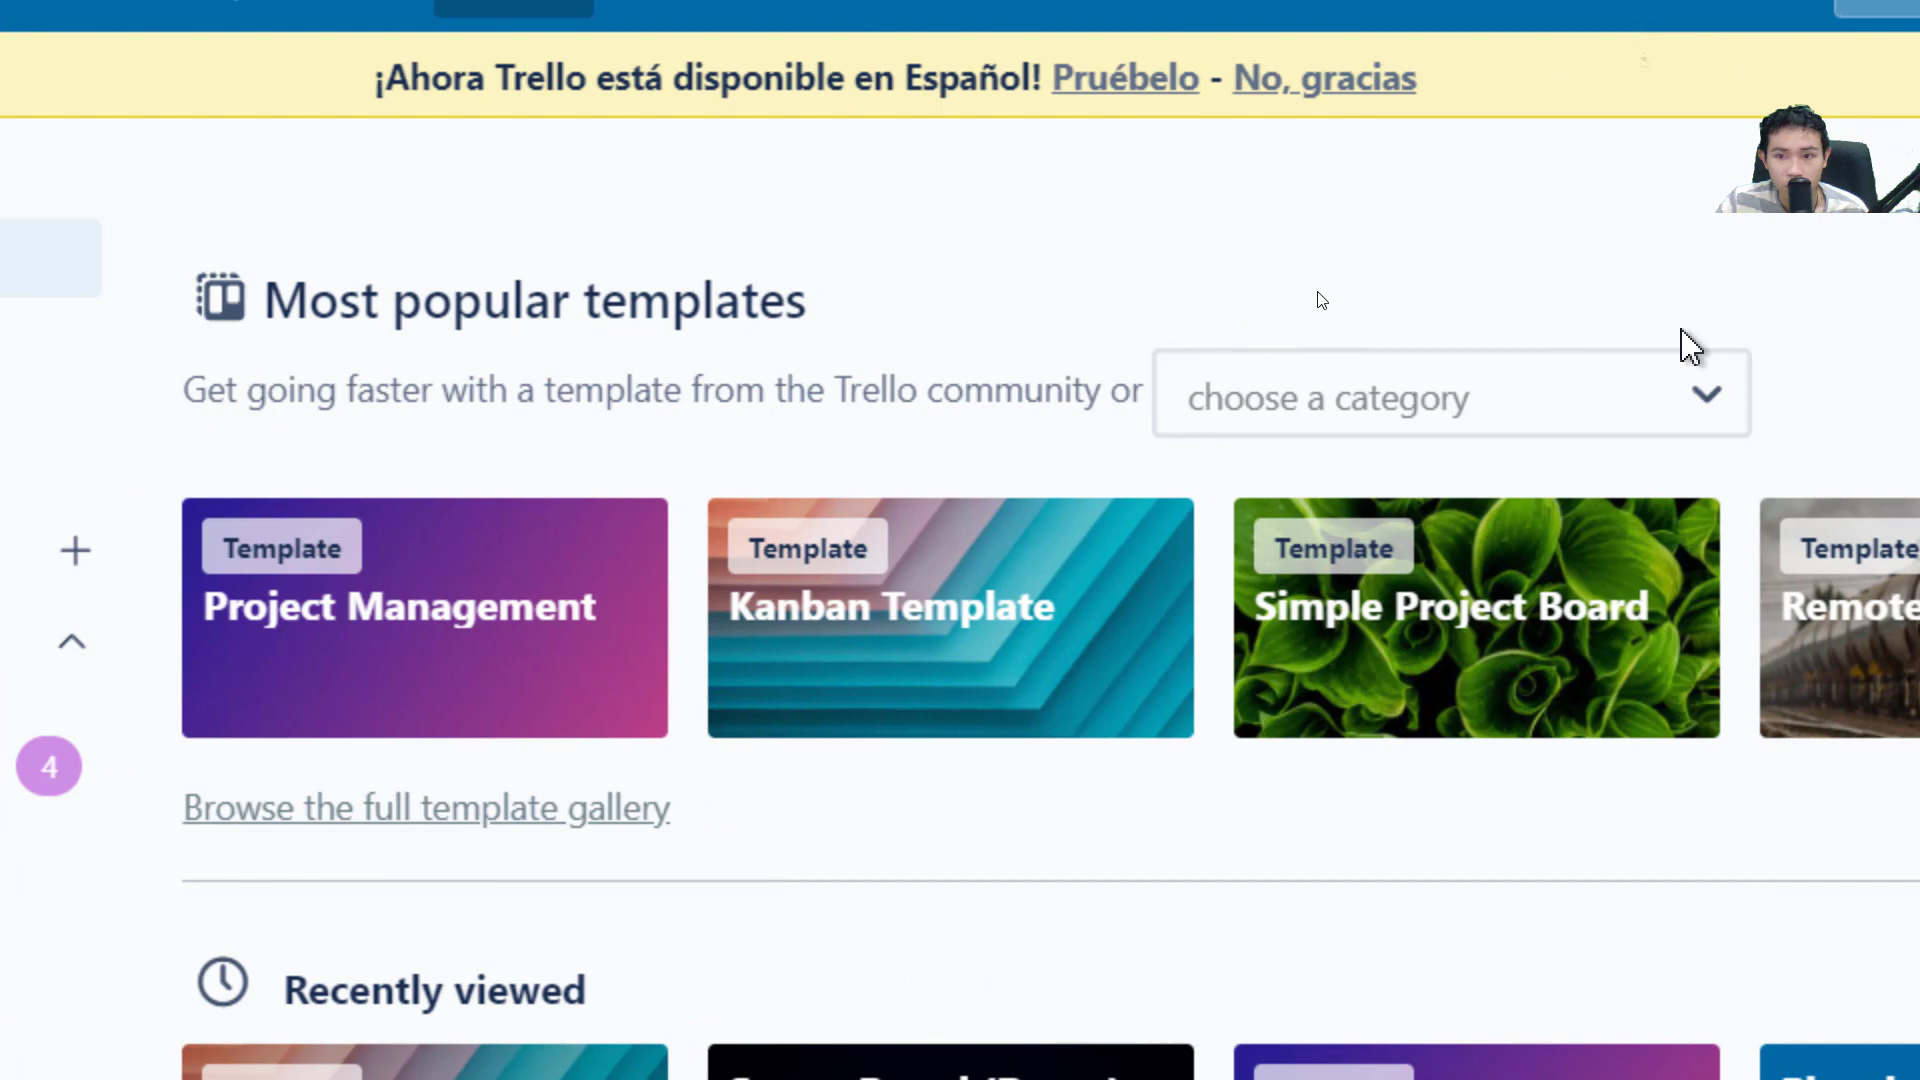 ¡Ahora Trello está disponible en Español! Pruébelo - No, gracias
Most popular templates
Get going faster with a template from the Trello community or
choose a category
Template
Project Management
Template
Kanban Template
Template
Simple Project Board
Template
Remote
4
Browse the full template gallery
Recently viewed